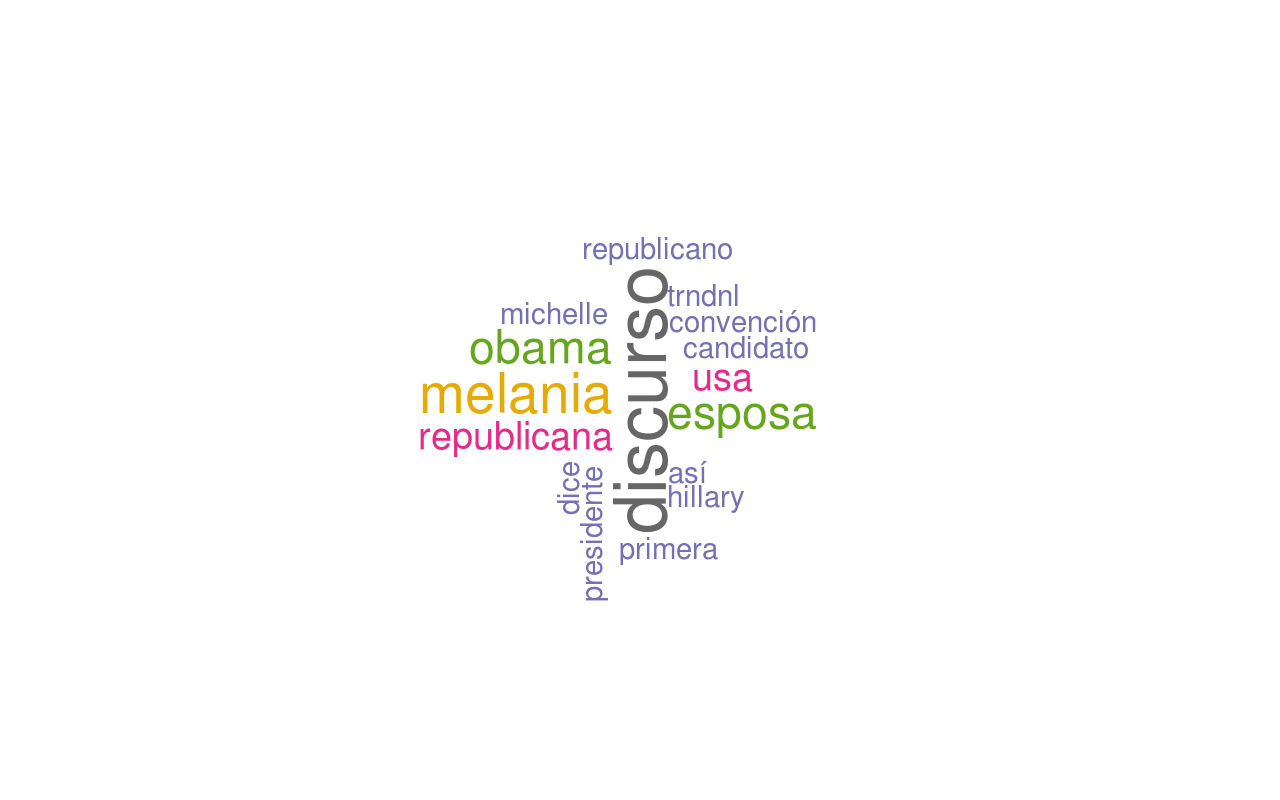 republicano
discurso
trndnl
michelle
convención
obama
candidato
melania
usa
esposa
republicana
dice
presidente
así
hillary
primera